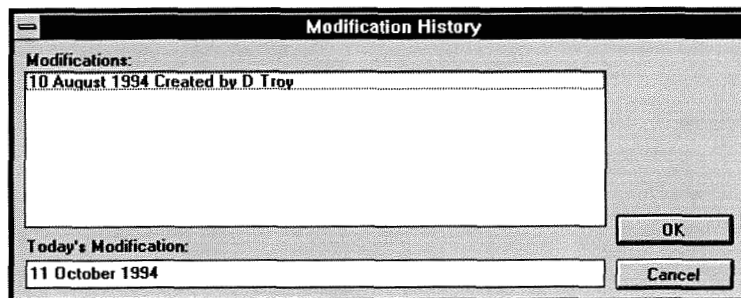 Modification History
Modifications:
10 August 1994 Created by D Troy
OK
Today's Modification:
11 October 1994
Cancel